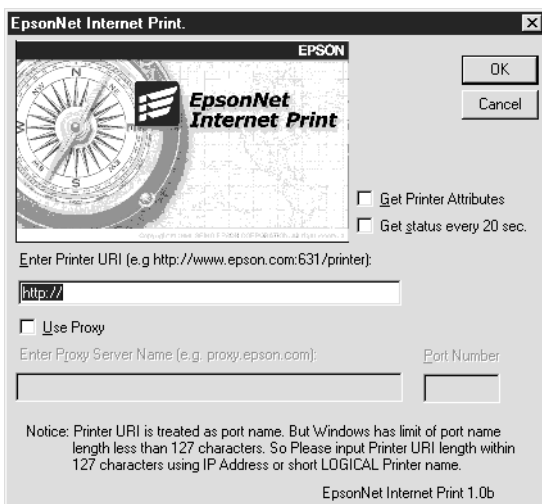 EpsonNet Internet Print.
EPSON
N
W
S
EpsonNet
Internet Print
OK
Cancel
Get Printer Attributes
Get status every 20 sec.
Enter Printer URI (e.g http://www.epson.com:631/printer):
http://
Use Proxy
Enter Proxy Server Name (e.g. proxy.epson.com):
Port Number
Notice: Printer URI is treated as port name. But Windows has limit of port name
length less than 127 characters. So Please input Printer URI length within
127 characters using IP Address or short LOGICAL Printer name.
EpsonNet Internet Print 1.0b